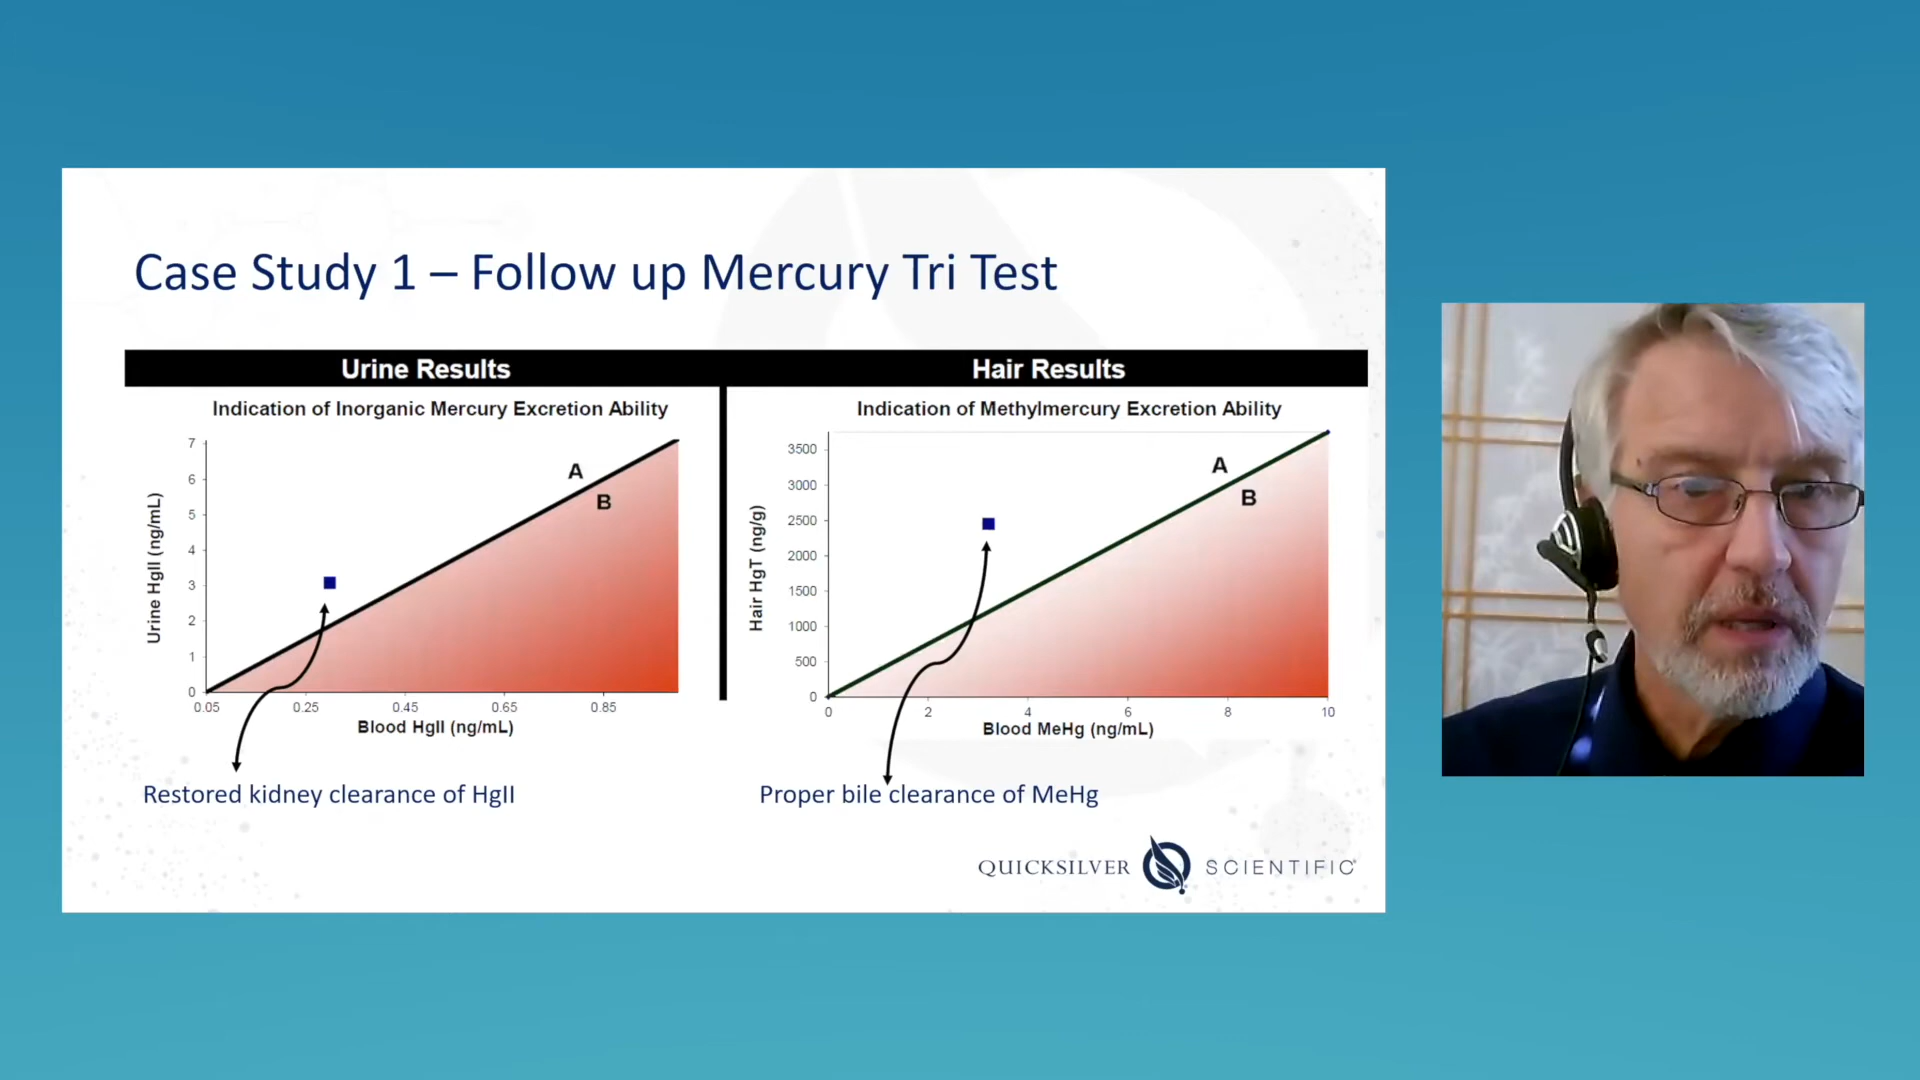 Case Study 1 – Follow up Mercury Tri Test
Urine Results
Hair Results
Indication of Inorganic Mercury Excretion Ability
7
6
5
4
3
2
1
0
Urine HgII (ng/mL)
A
B
0.05 0.25 0.45 0.65 0.85
Blood HgII (ng/mL)
Indication of Methylmercury Excretion Ability
3500
3000
2500
2000
1500
1000
500
0
Hair HgT (ng/g)
A
B
0 2 4 6 8 10
Blood MeHg (ng/mL)
Restored kidney clearance of HgII
Proper bile clearance of MeHg
QUICKSILVER SCIENTIFIC